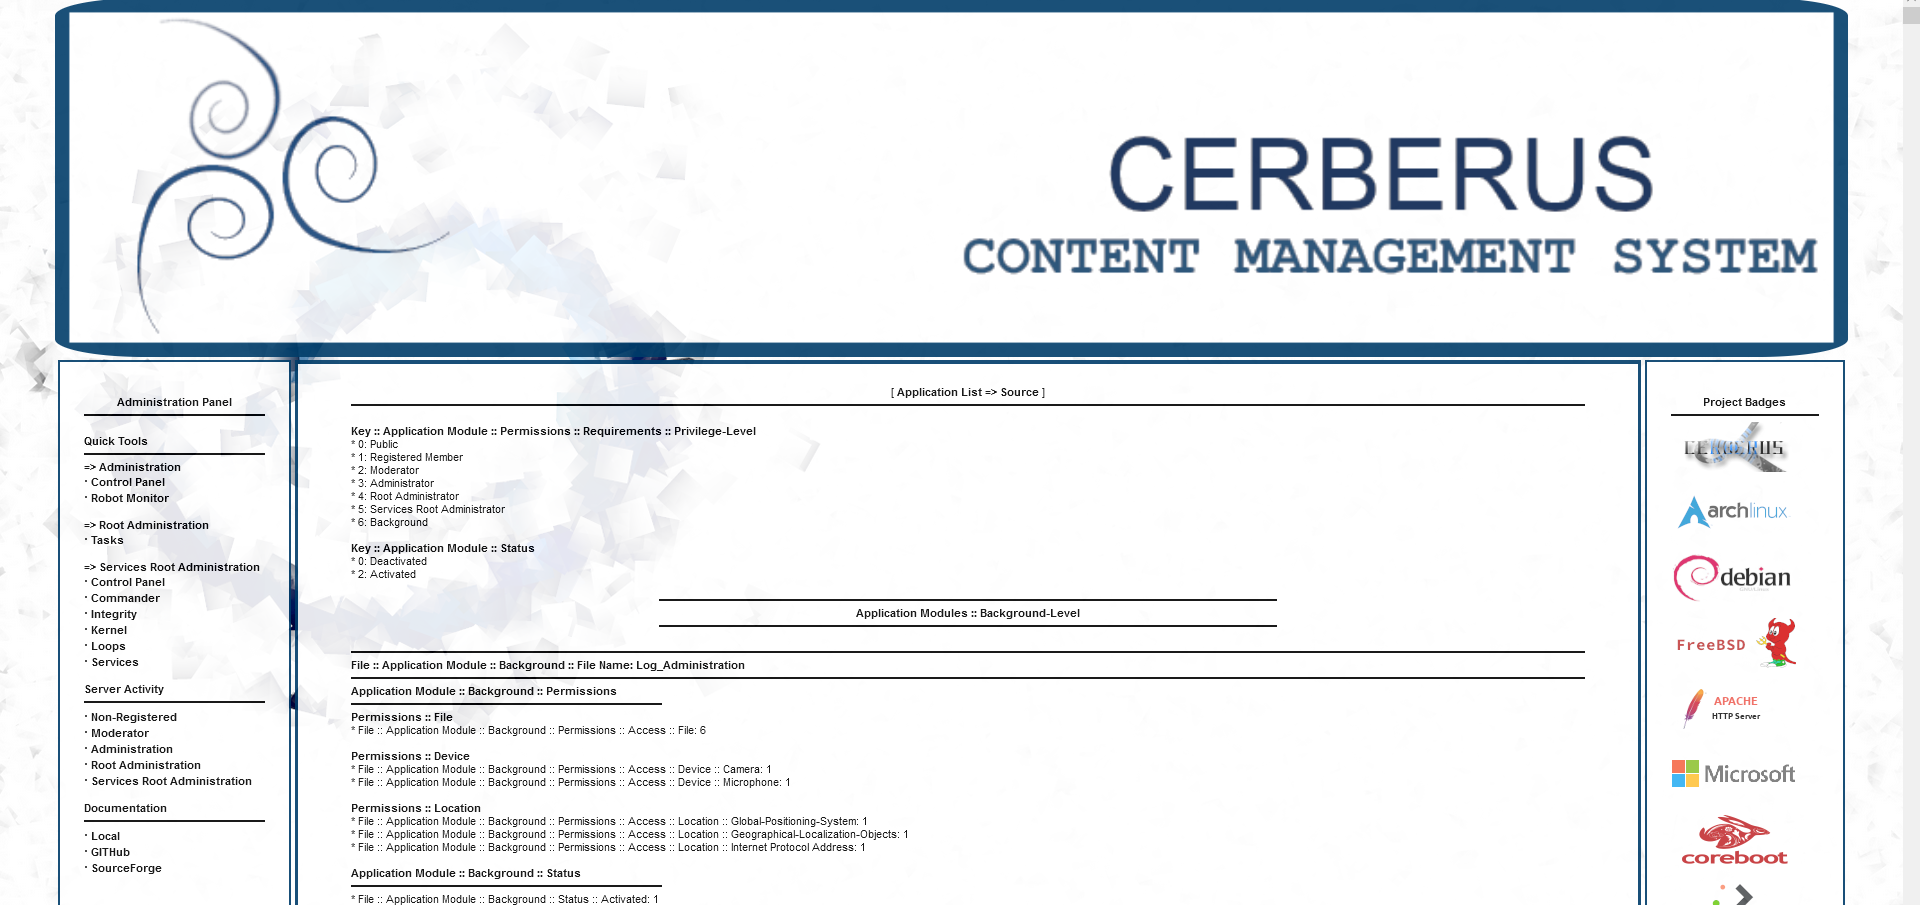 CERBERUS
CONTENT MANAGEMENT SYSTEM
Administration Panel
Quick Tools
=> Administration
· Control Panel
· Robot Monitor
=> Root Administration
· Tasks
=> Services Root Administration
· Control Panel
· Commander
· Integrity
· Kernel
· Loops
· Services
Server Activity
· Non-Registered
· Moderator
· Administration
· Root Administration
· Services Root Administration
Documentation
· Local
· GITHub
· SourceForge
[ Application List => Source ]
Key :: Application Module :: Permissions :: Requirements :: Privilege-Level
* 0: Public
* 1: Registered Member
* 2: Moderator
* 3: Administrator
* 4: Root Administrator
* 5: Services Root Administrator
* 6: Background
Key :: Application Module :: Status
* 0: Deactivated
* 2: Activated
Application Modules :: Background-Level
File :: Application Module :: Background :: File Name: Log_Administration
Application Module :: Background :: Permissions
Permissions :: File
* File :: Application Module :: Background :: Permissions :: Access :: File: 6
Permissions :: Device
* File :: Application Module :: Background :: Permissions :: Access :: Device :: Camera: 1
* File :: Application Module :: Background :: Permissions :: Access :: Device :: Microphone: 1
Permissions :: Location
* File :: Application Module :: Background :: Permissions :: Access :: Location :: Global-Positioning-System: 1
* File :: Application Module :: Background :: Permissions :: Access :: Location :: Geographical-Localization-Objects: 1
* File :: Application Module :: Background :: Permissions :: Access :: Location :: Internet Protocol Address: 1
Application Module :: Background :: Status
* File :: Application Module :: Background :: Status :: Activated: 1
Project Badges
CERBERUS
archlinux
debian
FreeBSD
APACHE
HTTP Server
Microsoft
coreboot